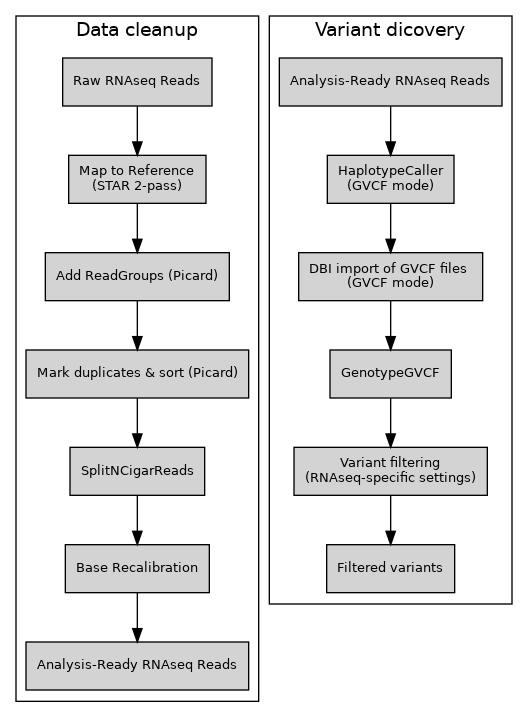 Data cleanup
Raw RNAseq Reads
Map to Reference
(STAR 2-pass)
Add ReadGroups (Picard)
Mark duplicates & sort (Picard)
SplitNCigarReads
Base Recalibration
Analysis-Ready RNAseq Reads
Variant dicovery
Analysis-Ready RNAseq Reads
HaplotypeCaller
(GVCF mode)
DBI import of GVCF files
(GVCF mode)
GenotypeGVCF
Variant filtering
(RNAseq-specific settings)
Filtered variants